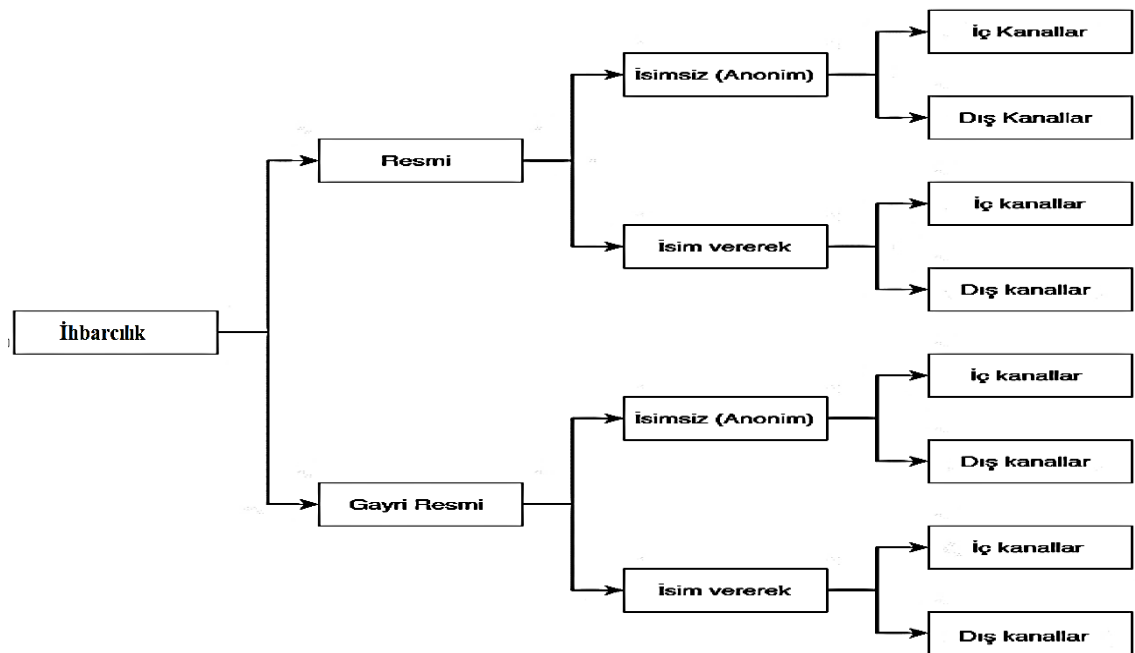 İç Kanallar
İsimsiz (Anonim)
Dış Kanallar
Resmi
İç kanallar
İsim vererek
Dış kanallar
İhbarcılık
İç kanallar
İsimsiz (Anonim)
Dış kanallar
Gayri Resmi
İç kanallar
İsim vererek
Dış kanallar